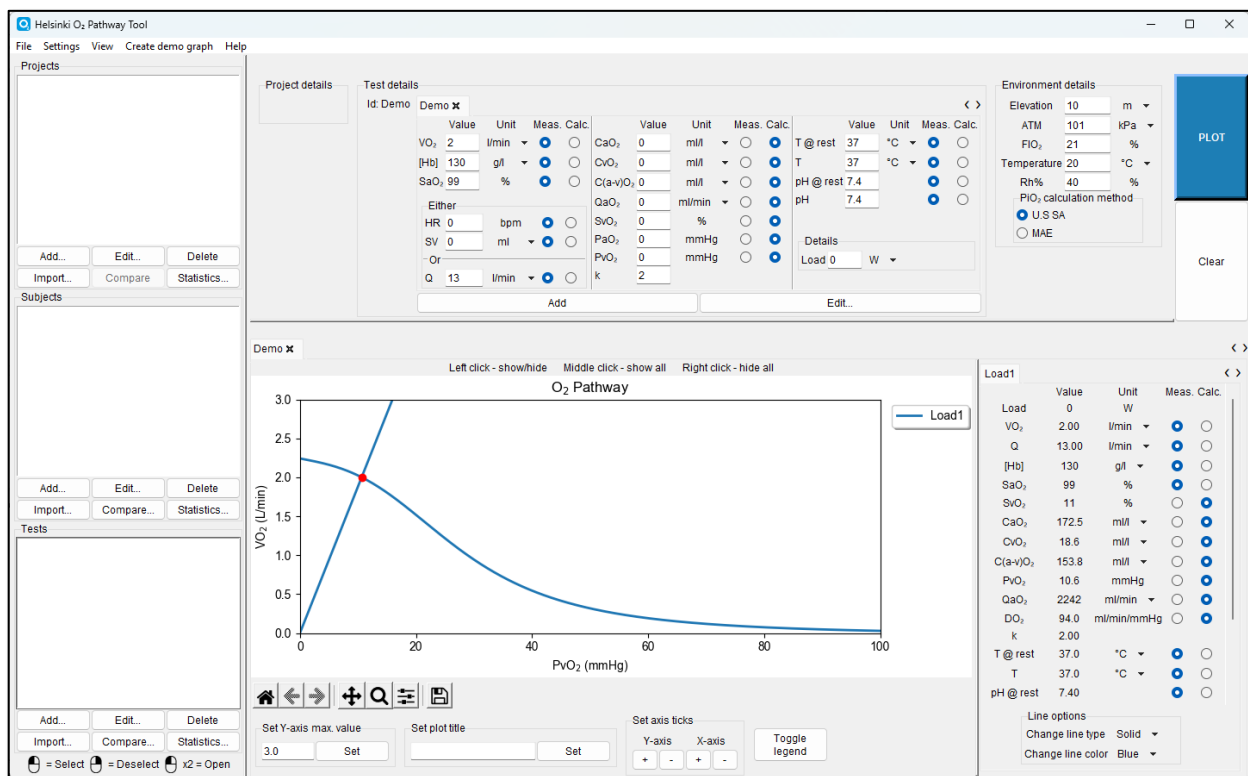 Helsinki O₂ Pathway Tool
File Settings View Create demo graph Help
Projects
Add... Edit... Delete
Import... Compare Statistics...
Subjects
Add... Edit... Delete
Import... Compare... Statistics...
Tests
Add... Edit... Delete
Import... Compare... Statistics...
= Select = Deselect x2 = Open
Project details
Test details
Id: Demo Demo
Value Unit Meas. Calc.
VO₂ 2 l/min
[Hb] 130 g/l
SaO₂ 99 %
Either
HR 0 bpm
SV 0 ml
Or
Q 13 l/min
Value Unit Meas. Calc.
CaO₂ 0 ml/l
CvO₂ 0 ml/l
C(a-v)O₂ 0 ml/l
QaO₂ 0 ml/min
SvO₂ 0 %
PaO₂ 0 mmHg
PvO₂ 0 mmHg
k 2
Value Unit Meas. Calc.
T @ rest 37 °C
T 37 °C
pH @ rest 7.4
pH 7.4
Details
Load 0 W
Add Edit...
Environment details
Elevation 10 m
ATM 101 kPa
FIO₂ 21 %
Temperature 20 °C
Rh% 40 %
PiO₂ calculation method
U.S SA
MAE
PLOT
Clear
Demo
Left click - show/hide Middle click - show all Right click - hide all
O₂ Pathway
Load1
VO₂ (L/min)
3.0
2.5
2.0
1.5
1.0
0.5
0.0
0 20 40 60 80 100
PvO₂ (mmHg)
Set Y-axis max. value
3.0 Set
Set plot title
Set
Set axis ticks
Y-axis X-axis
+ - + -
Toggle
legend
Load1
Value Unit Meas. Calc.
Load 0 W
VO₂ 2.00 l/min
Q 13.00 l/min
[Hb] 130 g/l
SaO₂ 99 %
SvO₂ 11 %
CaO₂ 172.5 ml/l
CvO₂ 18.6 ml/l
C(a-v)O₂ 153.8 ml/l
PvO₂ 10.6 mmHg
QaO₂ 2242 ml/min
DO₂ 94.0 ml/min/mmHg
k 2.00
T @ rest 37.0 °C
T 37.0 °C
pH @ rest 7.40
Line options
Change line type Solid
Change line color Blue